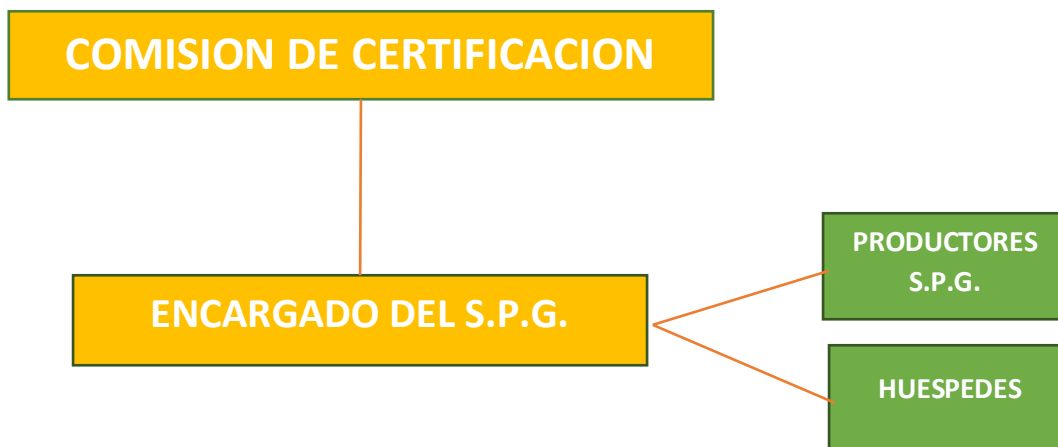 COMISION DE CERTIFICACION
ENCARGADO DEL S.P.G.
PRODUCTORES
S.P.G.
HUESPEDES